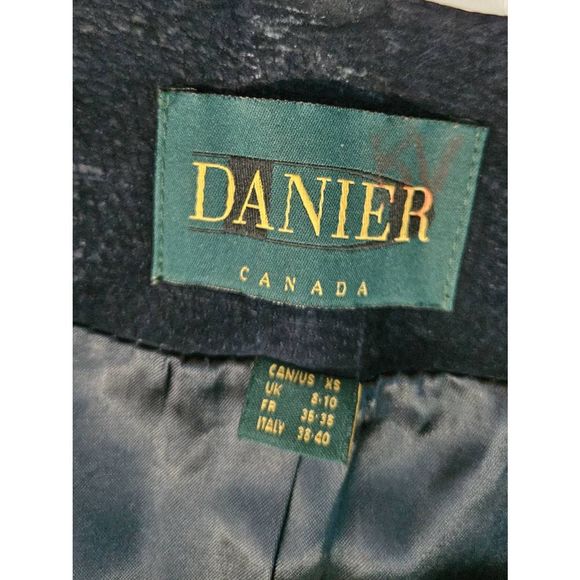 DANIER
CANADA
CAN/US XS
UK 8-10
FR 36-38
ITALY 38-40